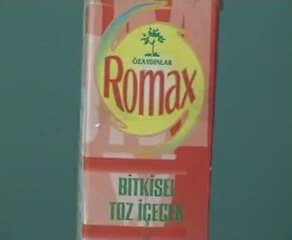 ÖZAYDINLAR
Romax
BİTKİSEL
TOZ İÇECEK